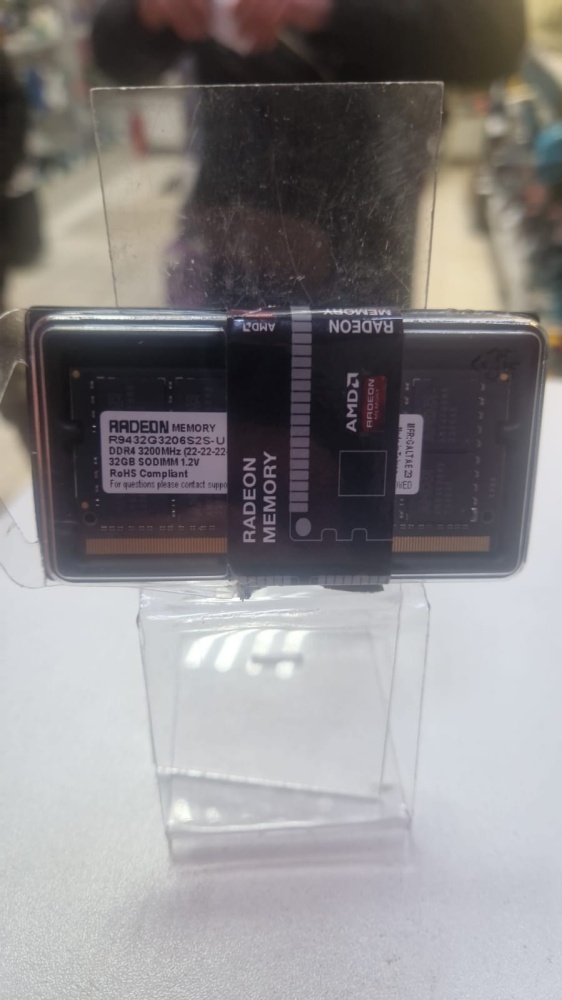 RADEON MEMORY
R9432G3206S2S-U
DDR4 3200MHz (22-22-22-
32GB SODIMM 1.2V
RoHS Compliant
For questions please contact suppo
AMD
RADEON
MEMORY
RADEON
MEMORY
AMD
RADEON
MEMORY